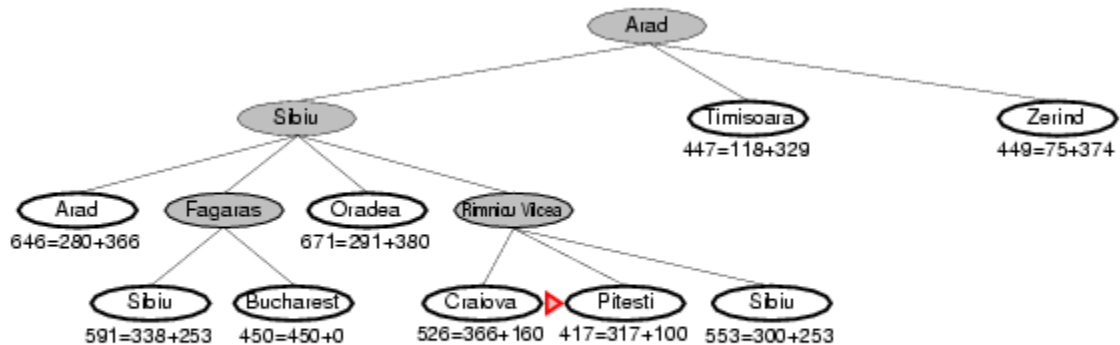 Arad
Sibiu Timisoara Zerind
447=118+329 449=75+374
Arad Fagaras Oradea Rimnicu Vilcea
646=280+366 671=291+380
Sibiu Bucharest Craiova Pitesti Sibiu
591=338+253 450=450+0 526=366+160 417=317+100 553=300+253